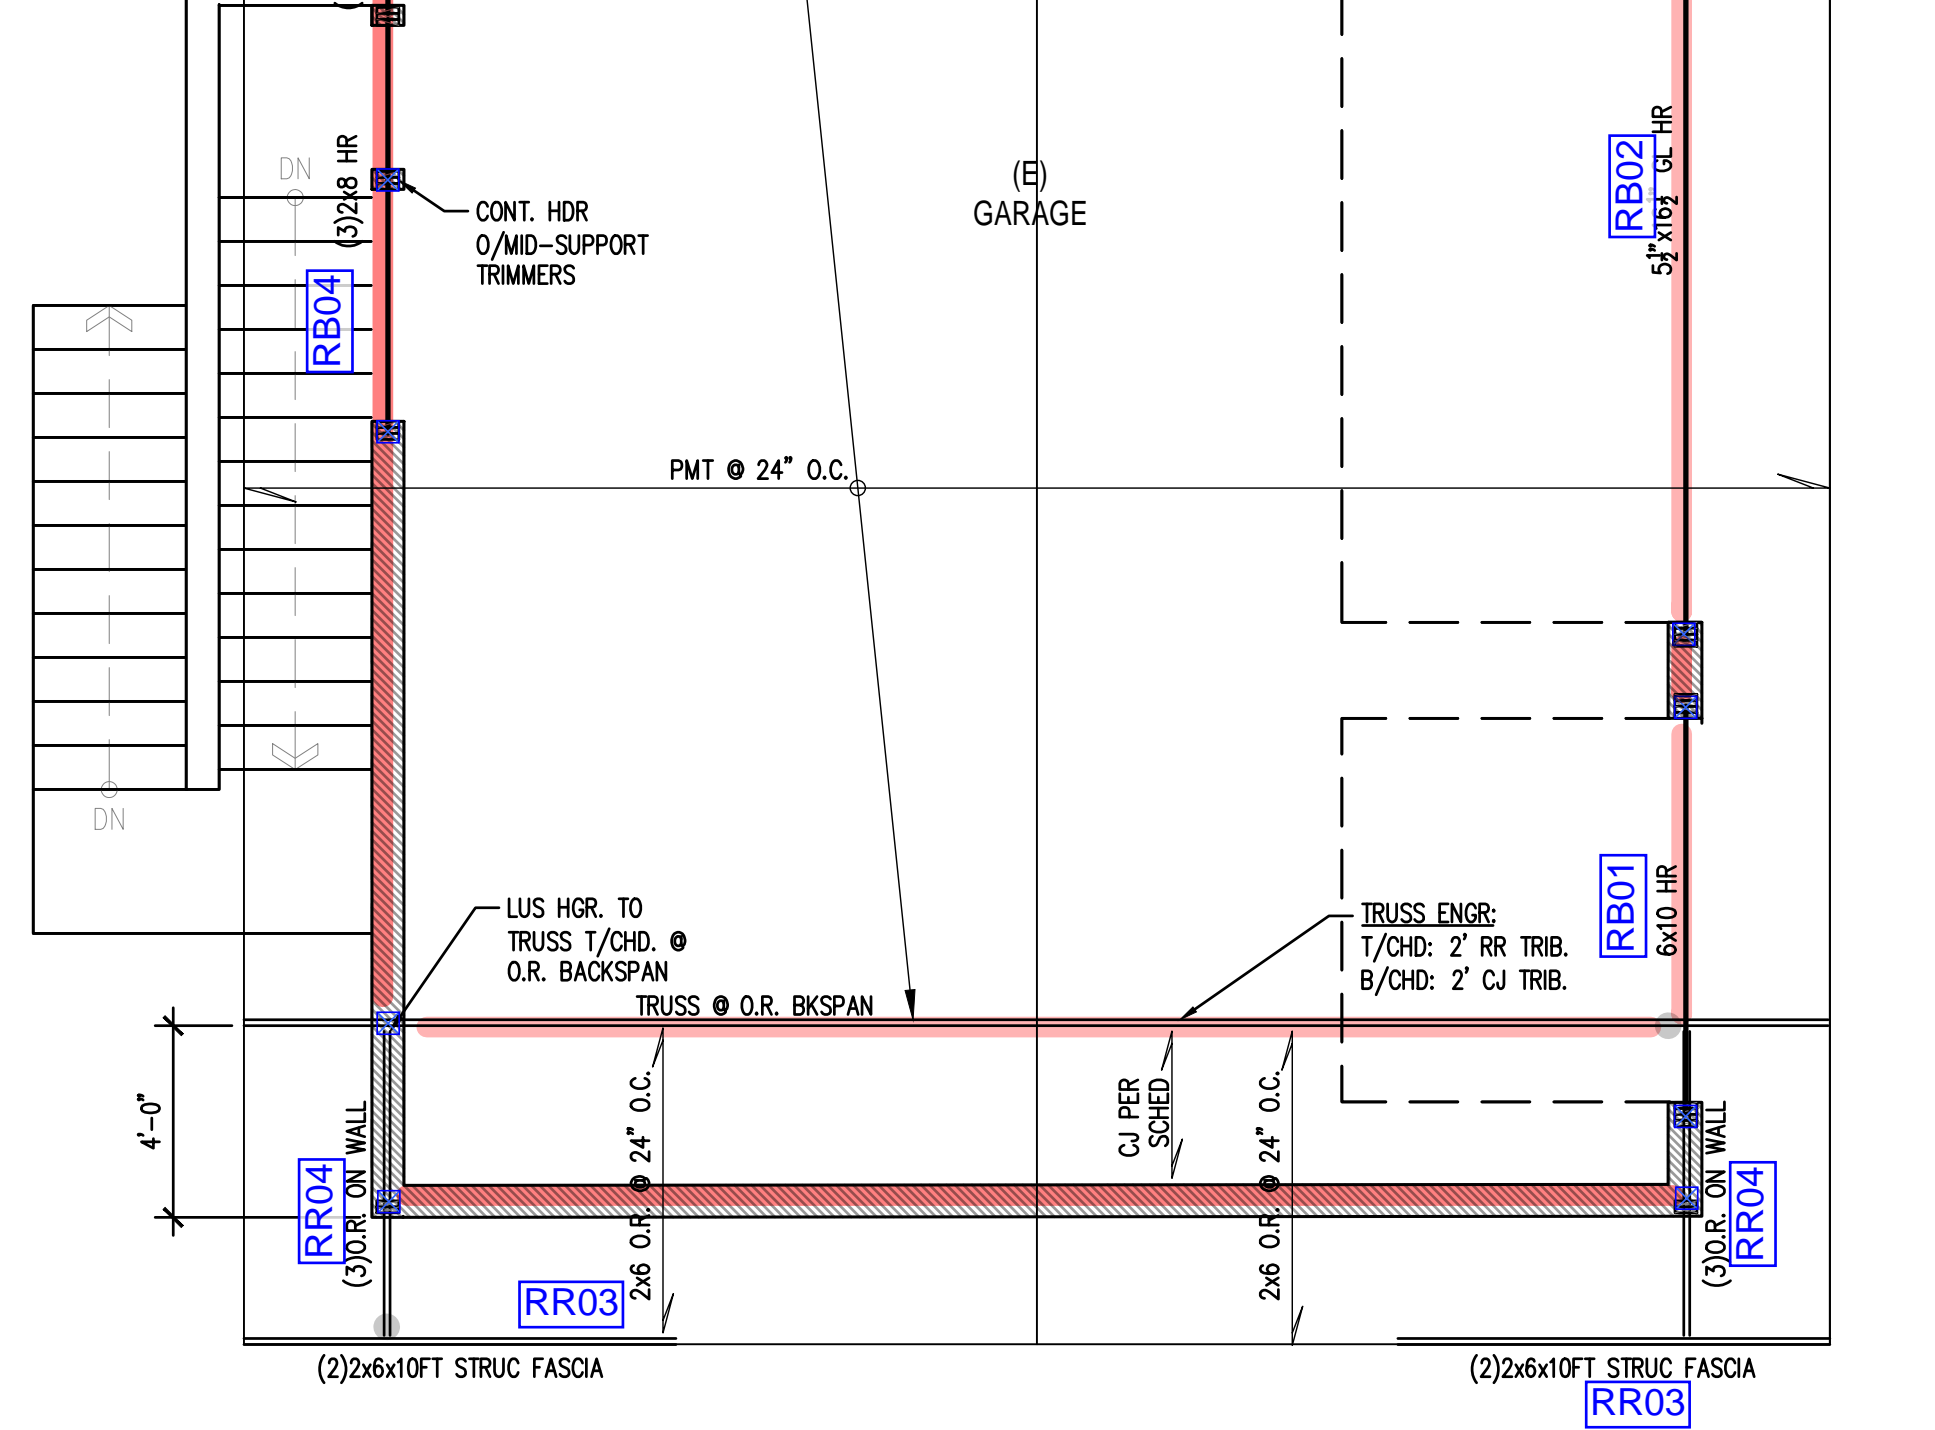 DN
(3)2x8 HR
CONT. HDR
O/MID-SUPPORT
TRIMMERS
(E)
GARAGE
RB02
5½"x16½" GL HR
RB04
PMT @ 24" O.C.
DN
LUS HGR. TO
TRUSS T/CHD. @
O.R. BACKSPAN
TRUSS @ O.R. BKSPAN
TRUSS ENGR:
T/CHD: 2' RR TRIB.
B/CHD: 2' CJ TRIB.
RB01
6x10 HR
4'-0"
RR04
(3)O.R. ON WALL
2x6 O.R. @ 24" O.C.
CJ PER
SCHED
2x6 O.R. @ 24" O.C.
(3)O.R. ON WALL
RR04
RR03
(2)2x6x10FT STRUC FASCIA
(2)2x6x10FT STRUC FASCIA
RR03